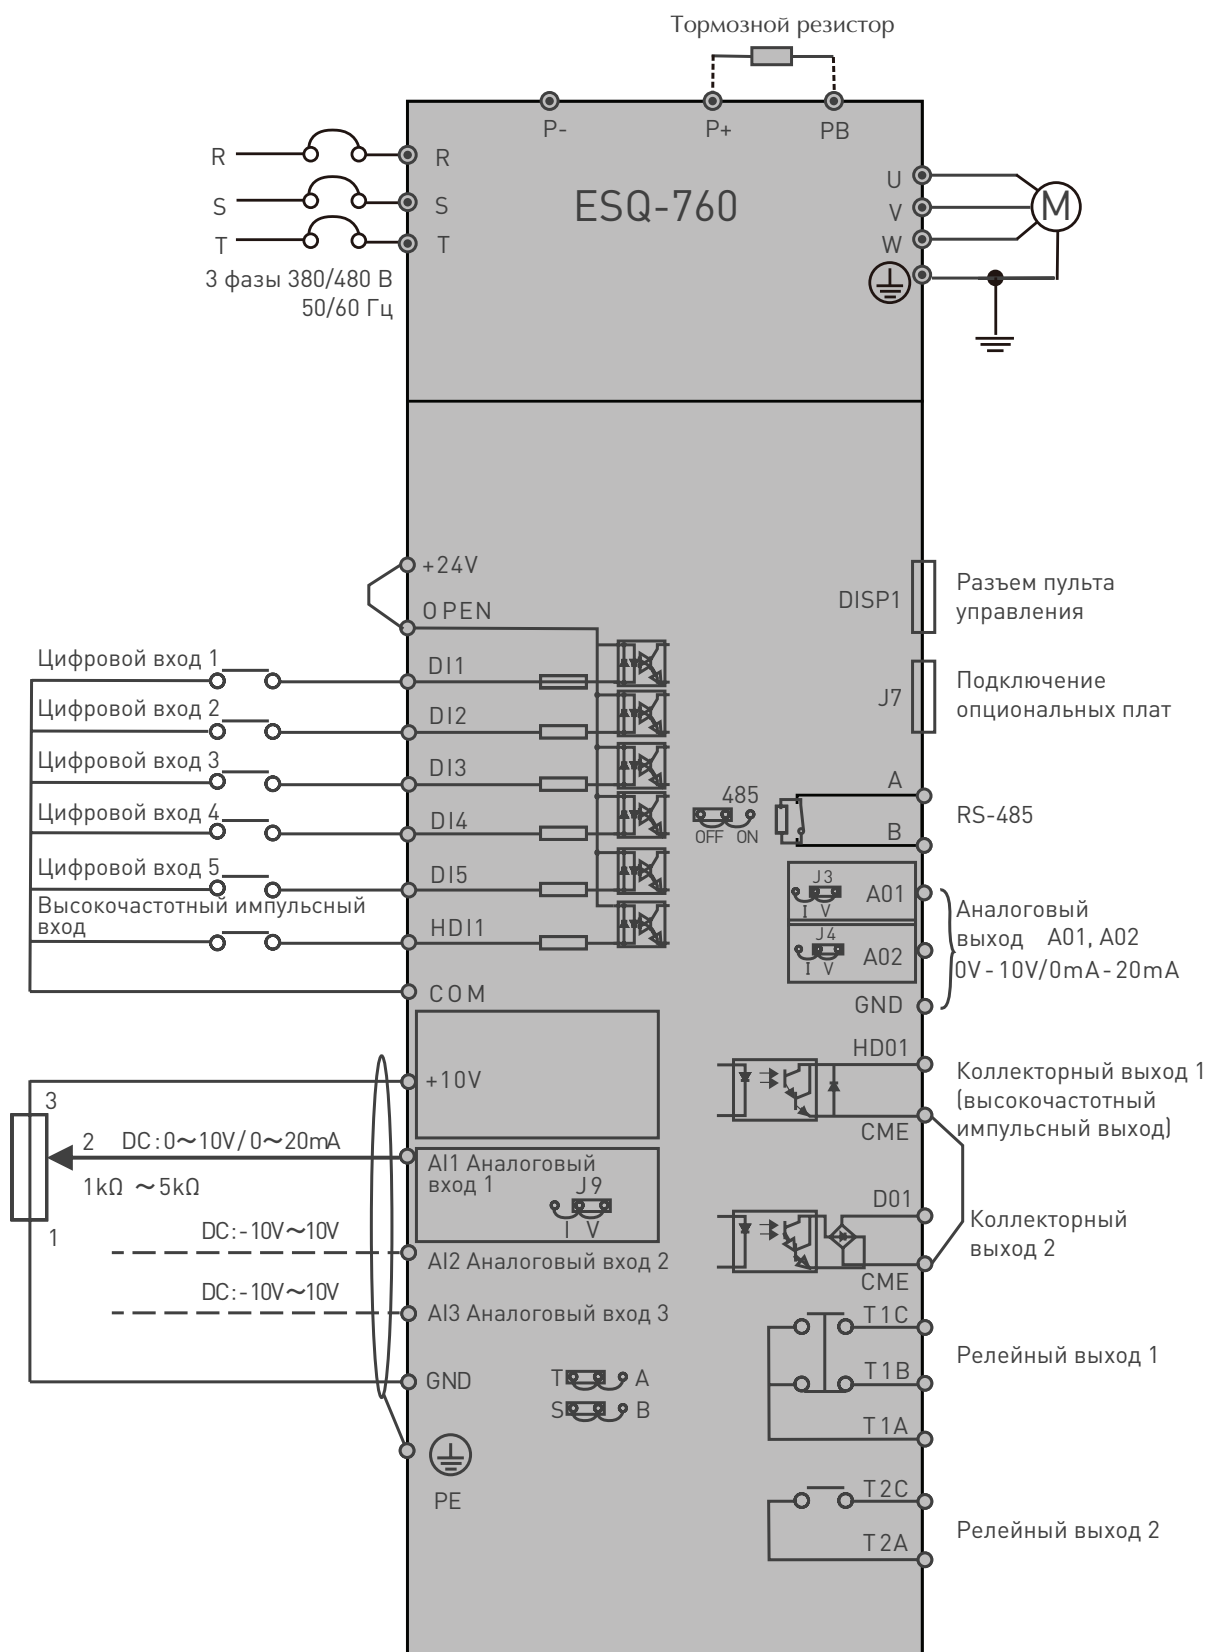 Тормозной резистор
P-
P+
PB
R
R
S
S
T
T
ESQ-760
U
V
W
M
3 фазы 380/480 В
50/60 Гц
+24V
OPEN
DISP1
Разъем пульта
управления
Цифровой вход 1
DI1
J7
Подключение
опциональных плат
Цифровой вход 2
DI2
Цифровой вход 3
DI3
Цифровой вход 4
DI4
485
OFF ON
A
B
RS-485
Цифровой вход 5
DI5
Высокочастотный импульсный
вход
HDI1
COM
J3
I V
A01
J4
I V
A02
GND
Аналоговый
выход A01, A02
0V-10V/0mA-20mA
+10V
HD01
CME
Коллекторный выход 1
(высокочастотный
импульсный выход)
3
2
DC:0～10V/0～20mA
1kΩ ～5kΩ
1
AI1 Аналоговый
вход 1
J9
I V
D01
CME
Коллекторный
выход 2
DC:-10V～10V
AI2 Аналоговый вход 2
DC:-10V～10V
AI3 Аналоговый вход 3
T1C
T1B
T1A
Релейный выход 1
GND
T A
S B
PE
T2C
T2A
Релейный выход 2